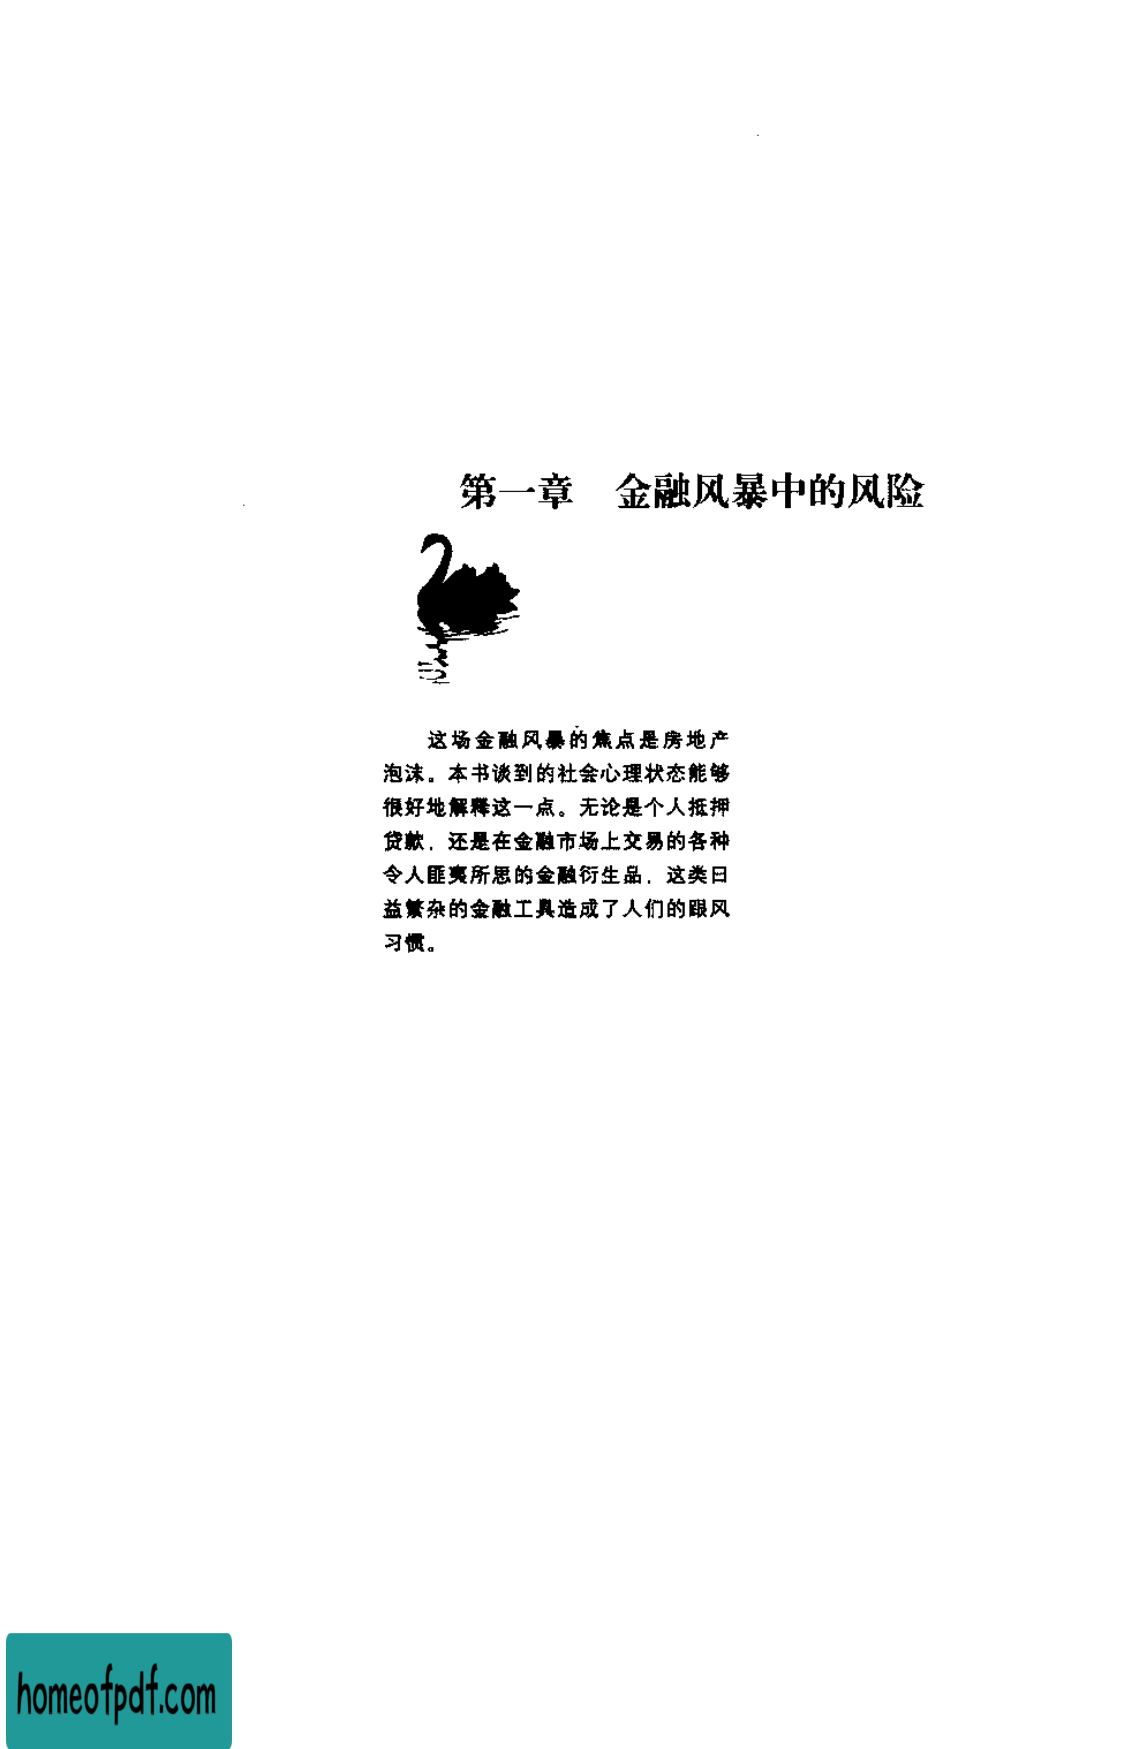 第一章　金融风暴中的风险
这场金融风暴的焦点是房地产
泡沫。本书谈到的社会心理状态能够
很好地解释这一点。无论是个人抵押
贷款，还是在金融市场上交易的各种
令人匪夷所思的金融衍生品，这类日
益繁杂的金融工具造成了人们的跟风
习惯。
homeofpdf.com